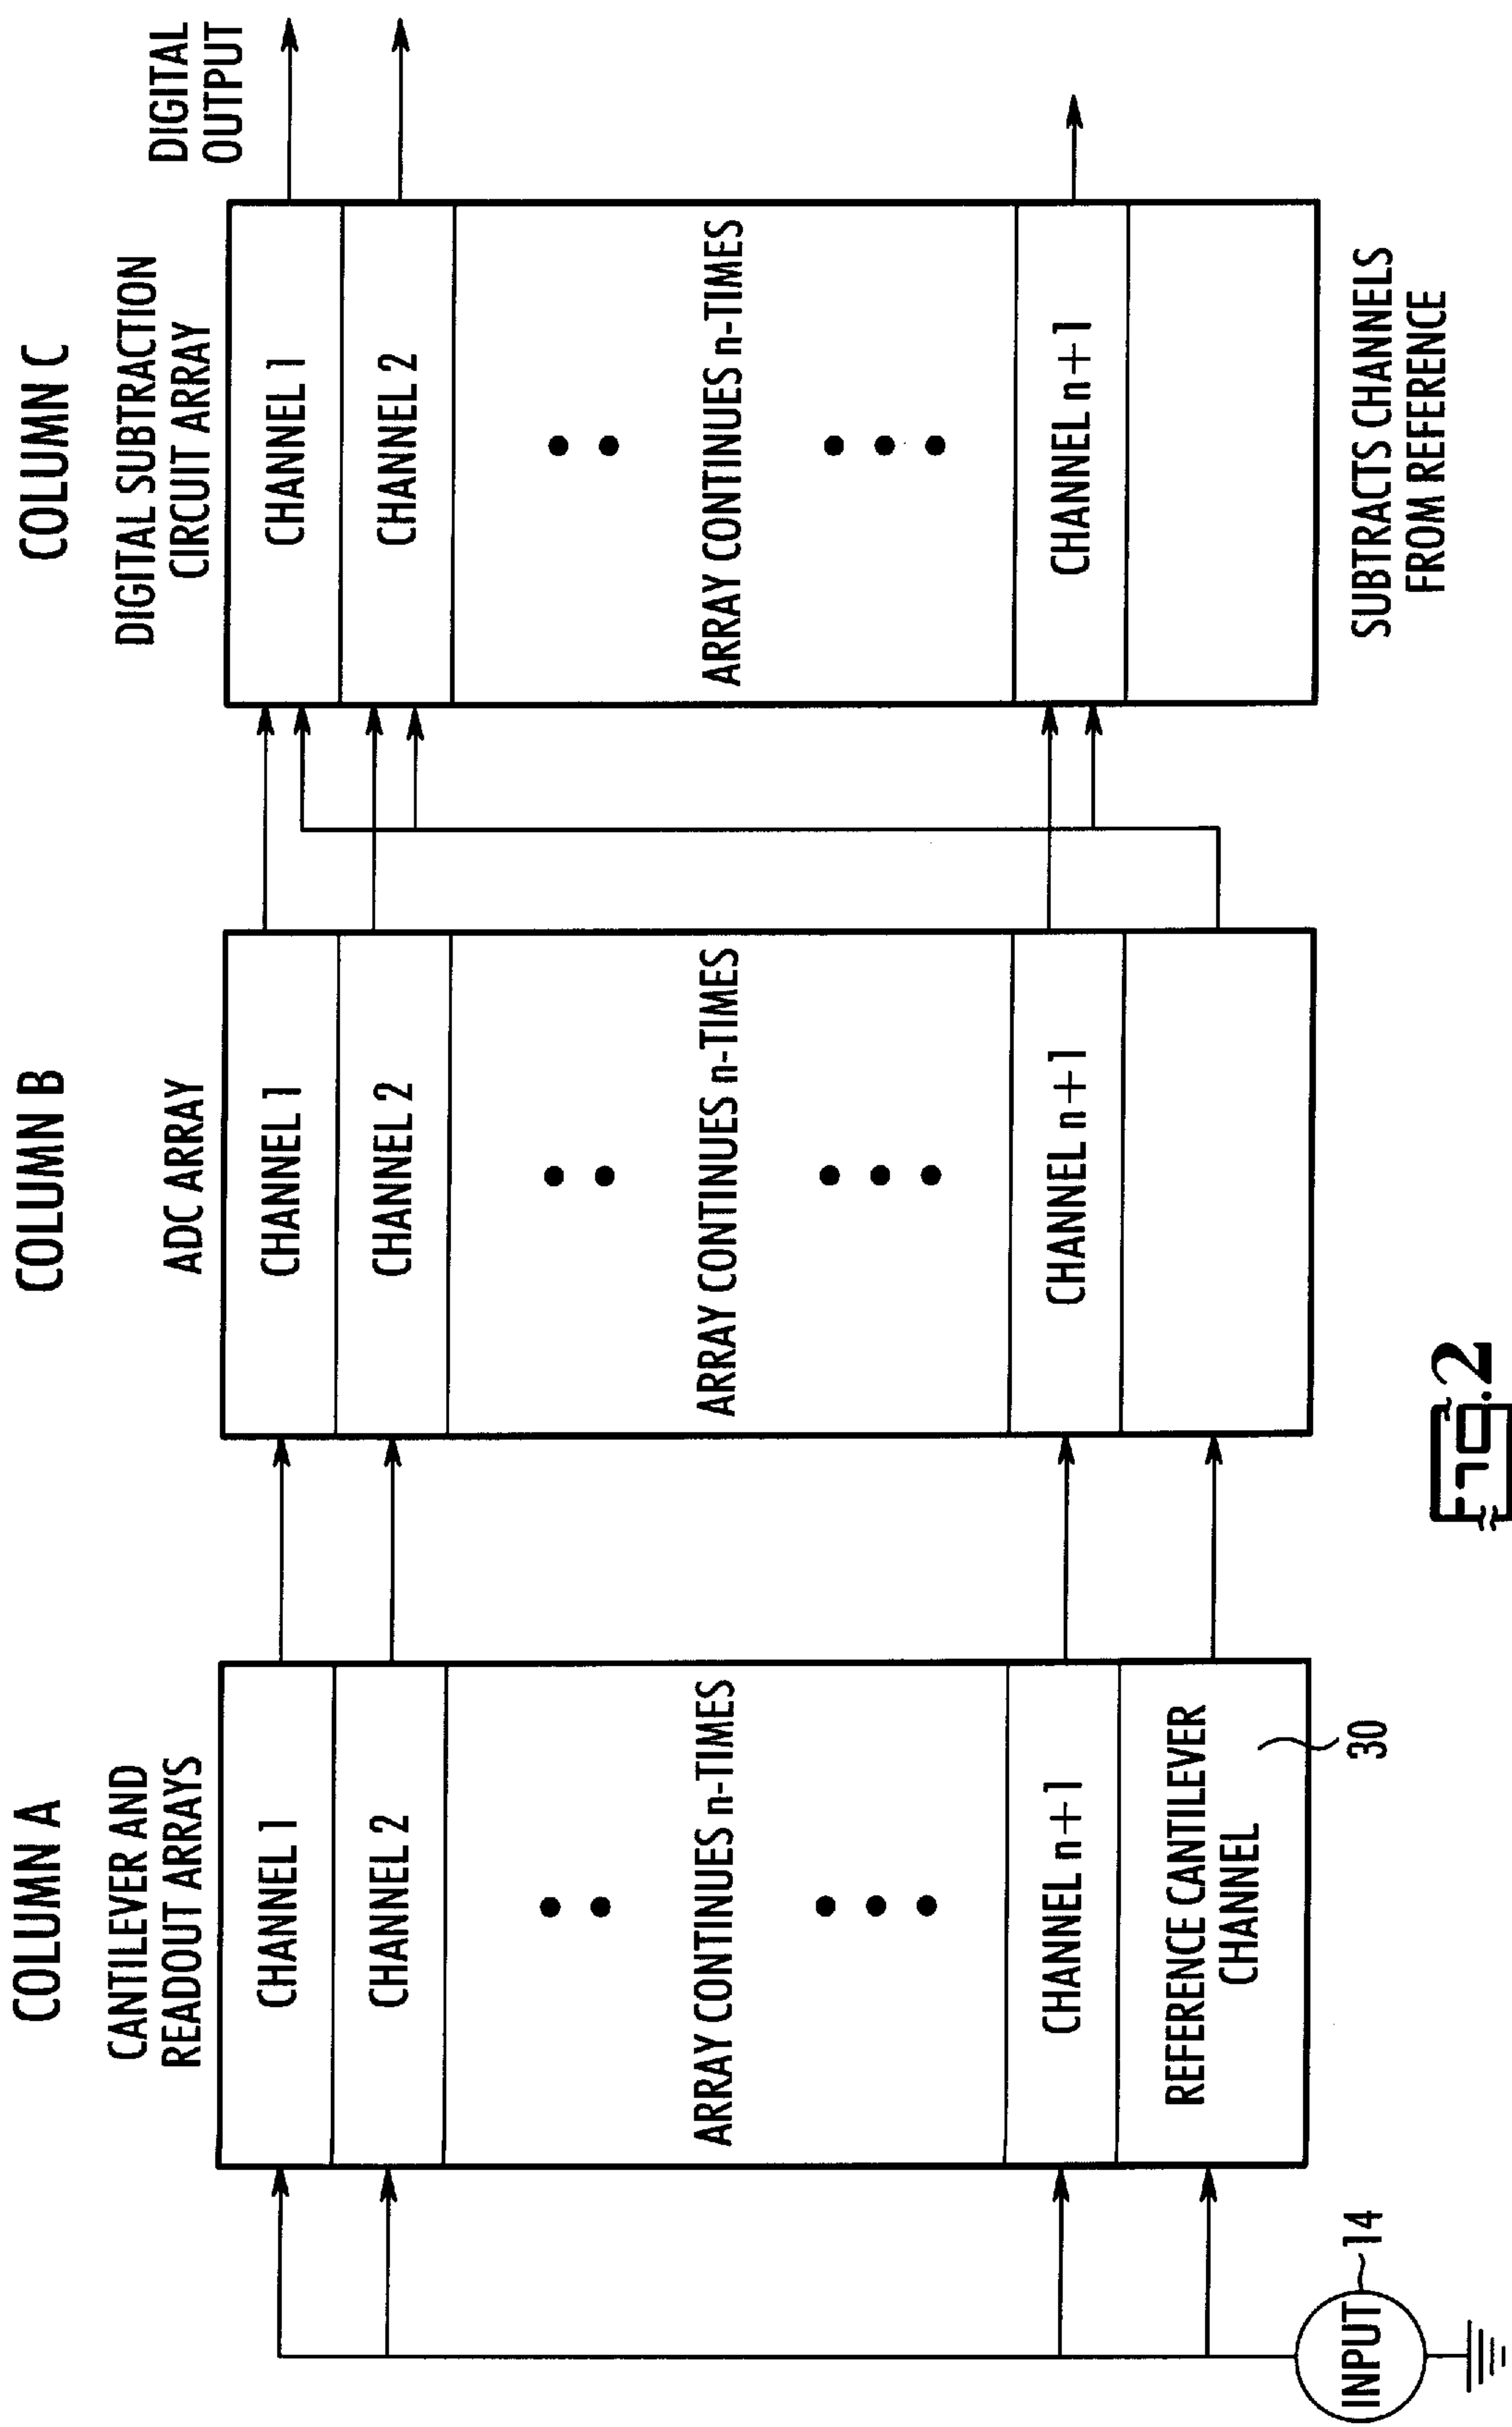 COLUMN A
CANTILEVER AND
READOUT ARRAYS
CHANNEL 1
CHANNEL 2
ARRAY CONTINUES n-TIMES
CHANNEL n+1
REFERENCE CANTILEVER
CHANNEL
30
INPUT
14
COLUMN B
ADC ARRAY
CHANNEL 1
CHANNEL 2
ARRAY CONTINUES n-TIMES
CHANNEL n+1
COLUMN C
DIGITAL SUBTRACTION
CIRCUIT ARRAY
CHANNEL 1
CHANNEL 2
ARRAY CONTINUES n-TIMES
CHANNEL n+1
SUBTRACTS CHANNELS
FROM REFERENCE
DIGITAL
OUTPUT
Fig.2